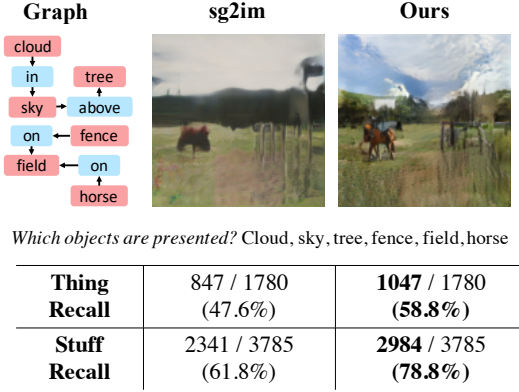 Graph sg2im Ours
cloud
in tree
sky above
on fence
field on
horse
Which objects are presented? Cloud, sky, tree, fence, field, horse
Thing Recall 847 / 1780 (47.6%) 1047 / 1780 (58.8%)
Stuff Recall 2341 / 3785 (61.8%) 2984 / 3785 (78.8%)